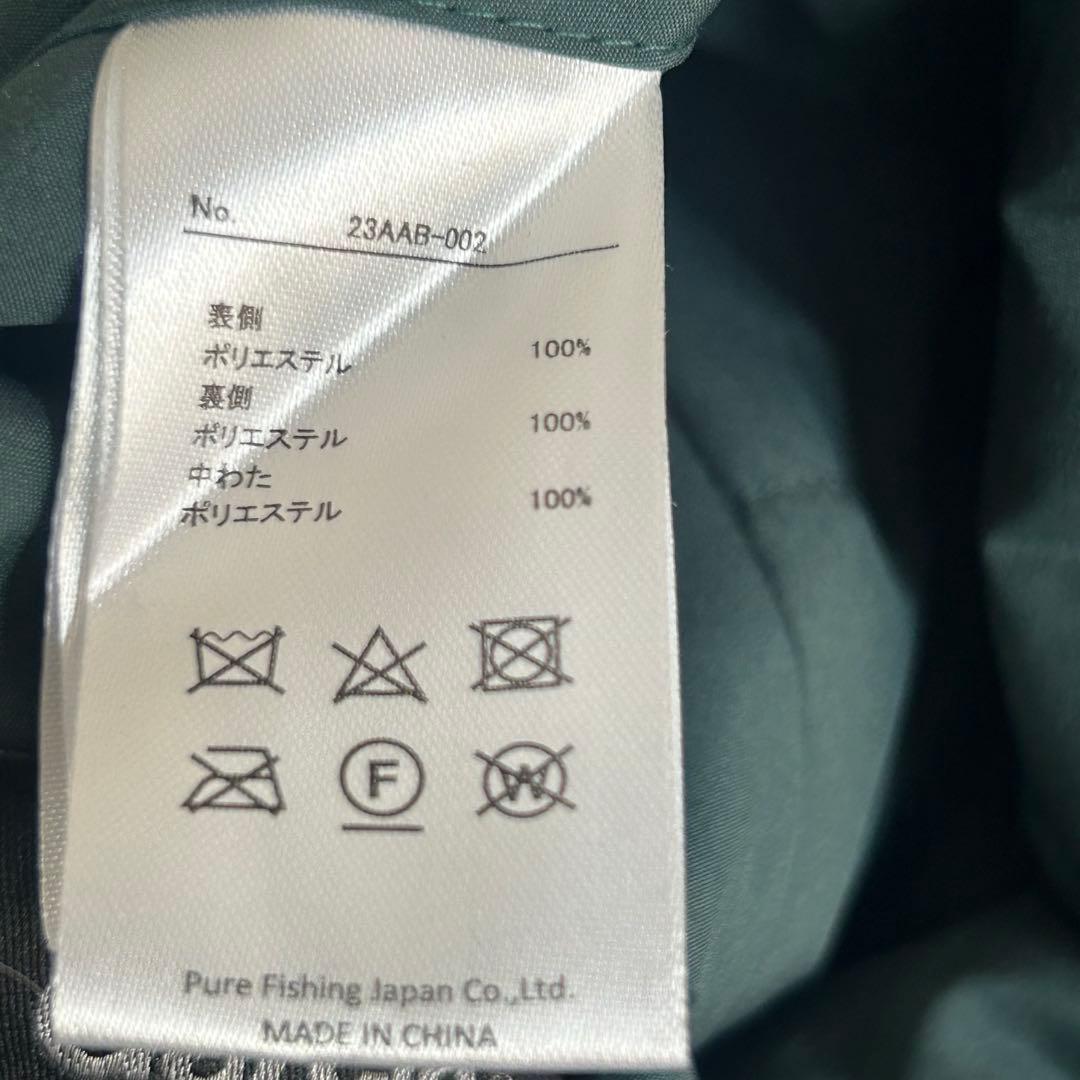 No. 23AAB-002
表側
ポリエステル 100%
裏側
ポリエステル 100%
中わた
ポリエステル 100%
F W
Pure Fishing Japan Co.,Ltd.
MADE IN CHINA